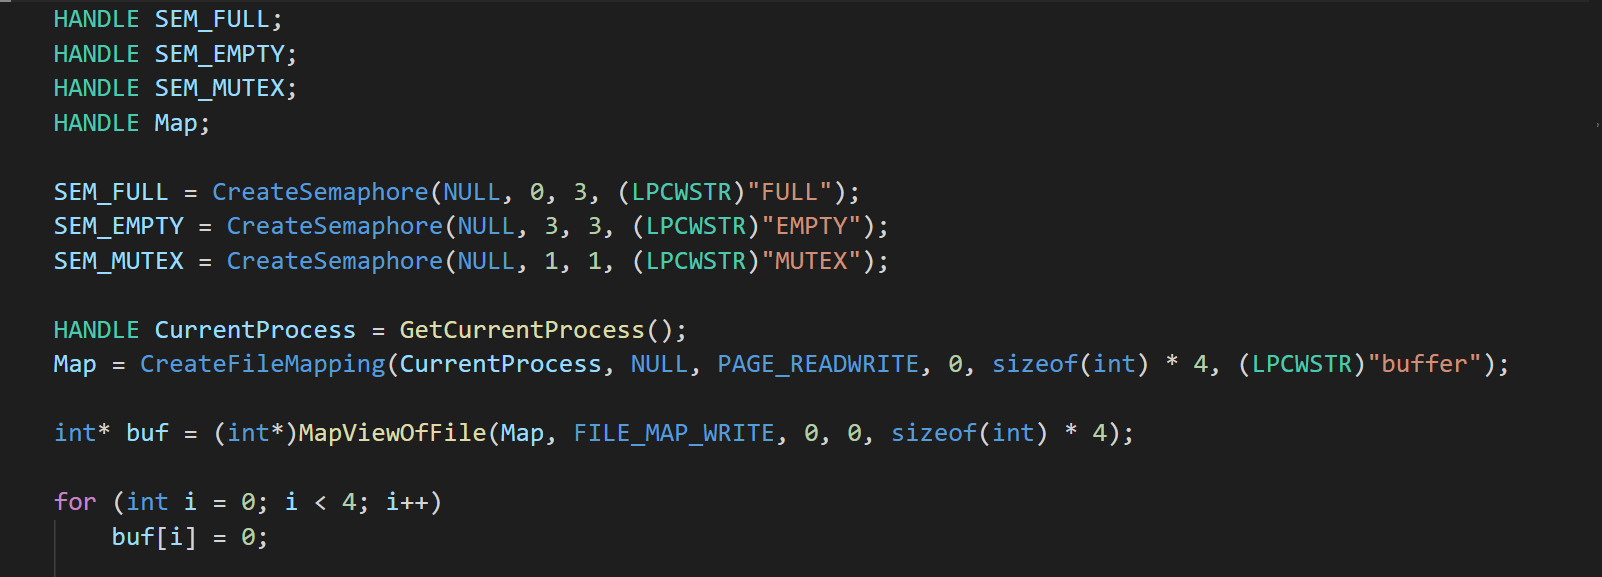 HANDLE SEM_FULL;
HANDLE SEM_EMPTY;
HANDLE SEM_MUTEX;
HANDLE Map;
SEM_FULL = CreateSemaphore(NULL, 0, 3, (LPCWSTR)"FULL");
SEM_EMPTY = CreateSemaphore(NULL, 3, 3, (LPCWSTR)"EMPTY");
SEM_MUTEX = CreateSemaphore(NULL, 1, 1, (LPCWSTR)"MUTEX");
HANDLE CurrentProcess = GetCurrentProcess();
Map = CreateFileMapping(CurrentProcess, NULL, PAGE_READWRITE, 0, sizeof(int) * 4, (LPCWSTR)"buffer");
int* buf = (int*)MapViewOfFile(Map, FILE_MAP_WRITE, 0, 0, sizeof(int) * 4);
for (int i = 0; i < 4; i++)
buf[i] = 0;